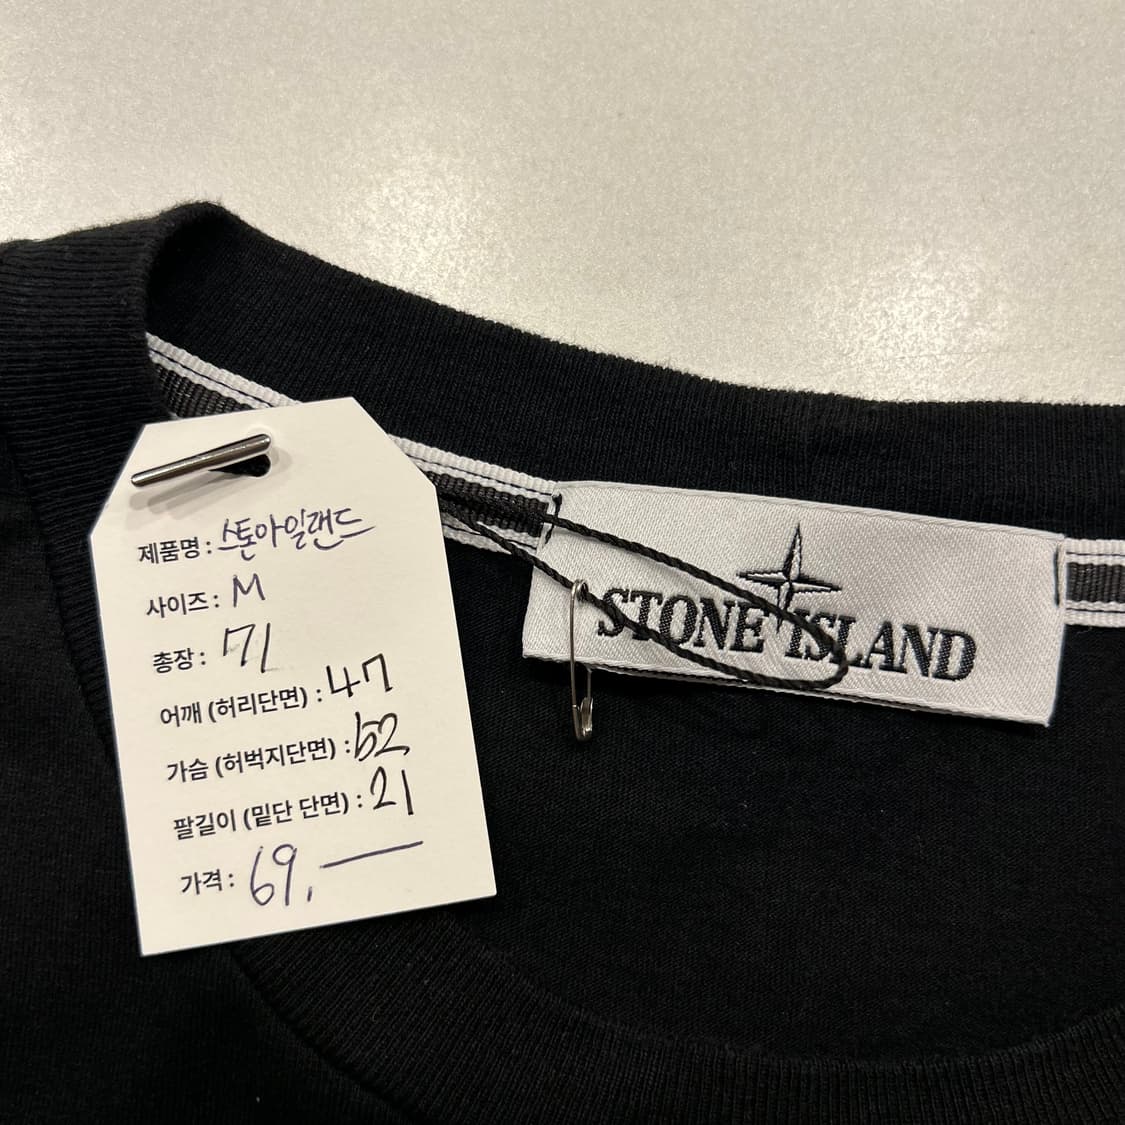 제품명 : 스톤아일랜드
사이즈 : M
총장 : 71
어깨 (허리단면) : 47
가슴 (허벅지단면) : 52
팔길이 (밑단 단면) : 21
가격 : 69,—
STONE ISLAND